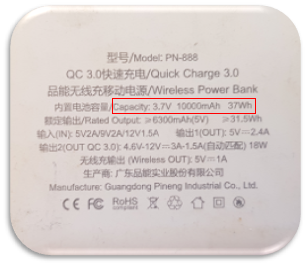 型号/Model: PN-888
QC 3.0快速充电/Quick Charge 3.0
品能无线充移动电源/Wireless Power Bank
内置电池容量/Capacity: 3.7V 10000mAh 37Wh
额定输出/Rated Output: ≥6300mAh(5V) ≥31.5Wh
输入(IN): 5V2A/9V2A/12V1.5A 输出1(OUT): 5V⎓2.4A
输出2(OUT QC 3.0): 4.6V-12V⎓3A-1.5A(自动匹配) 18W
无线充输出 (Wireless OUT): 5V⎓1A
生产商: 广东品能实业股份有限公司
Manufacture: Guangdong Pineng Industrial Co., Ltd.
CE FC RoHS COMPLIANT